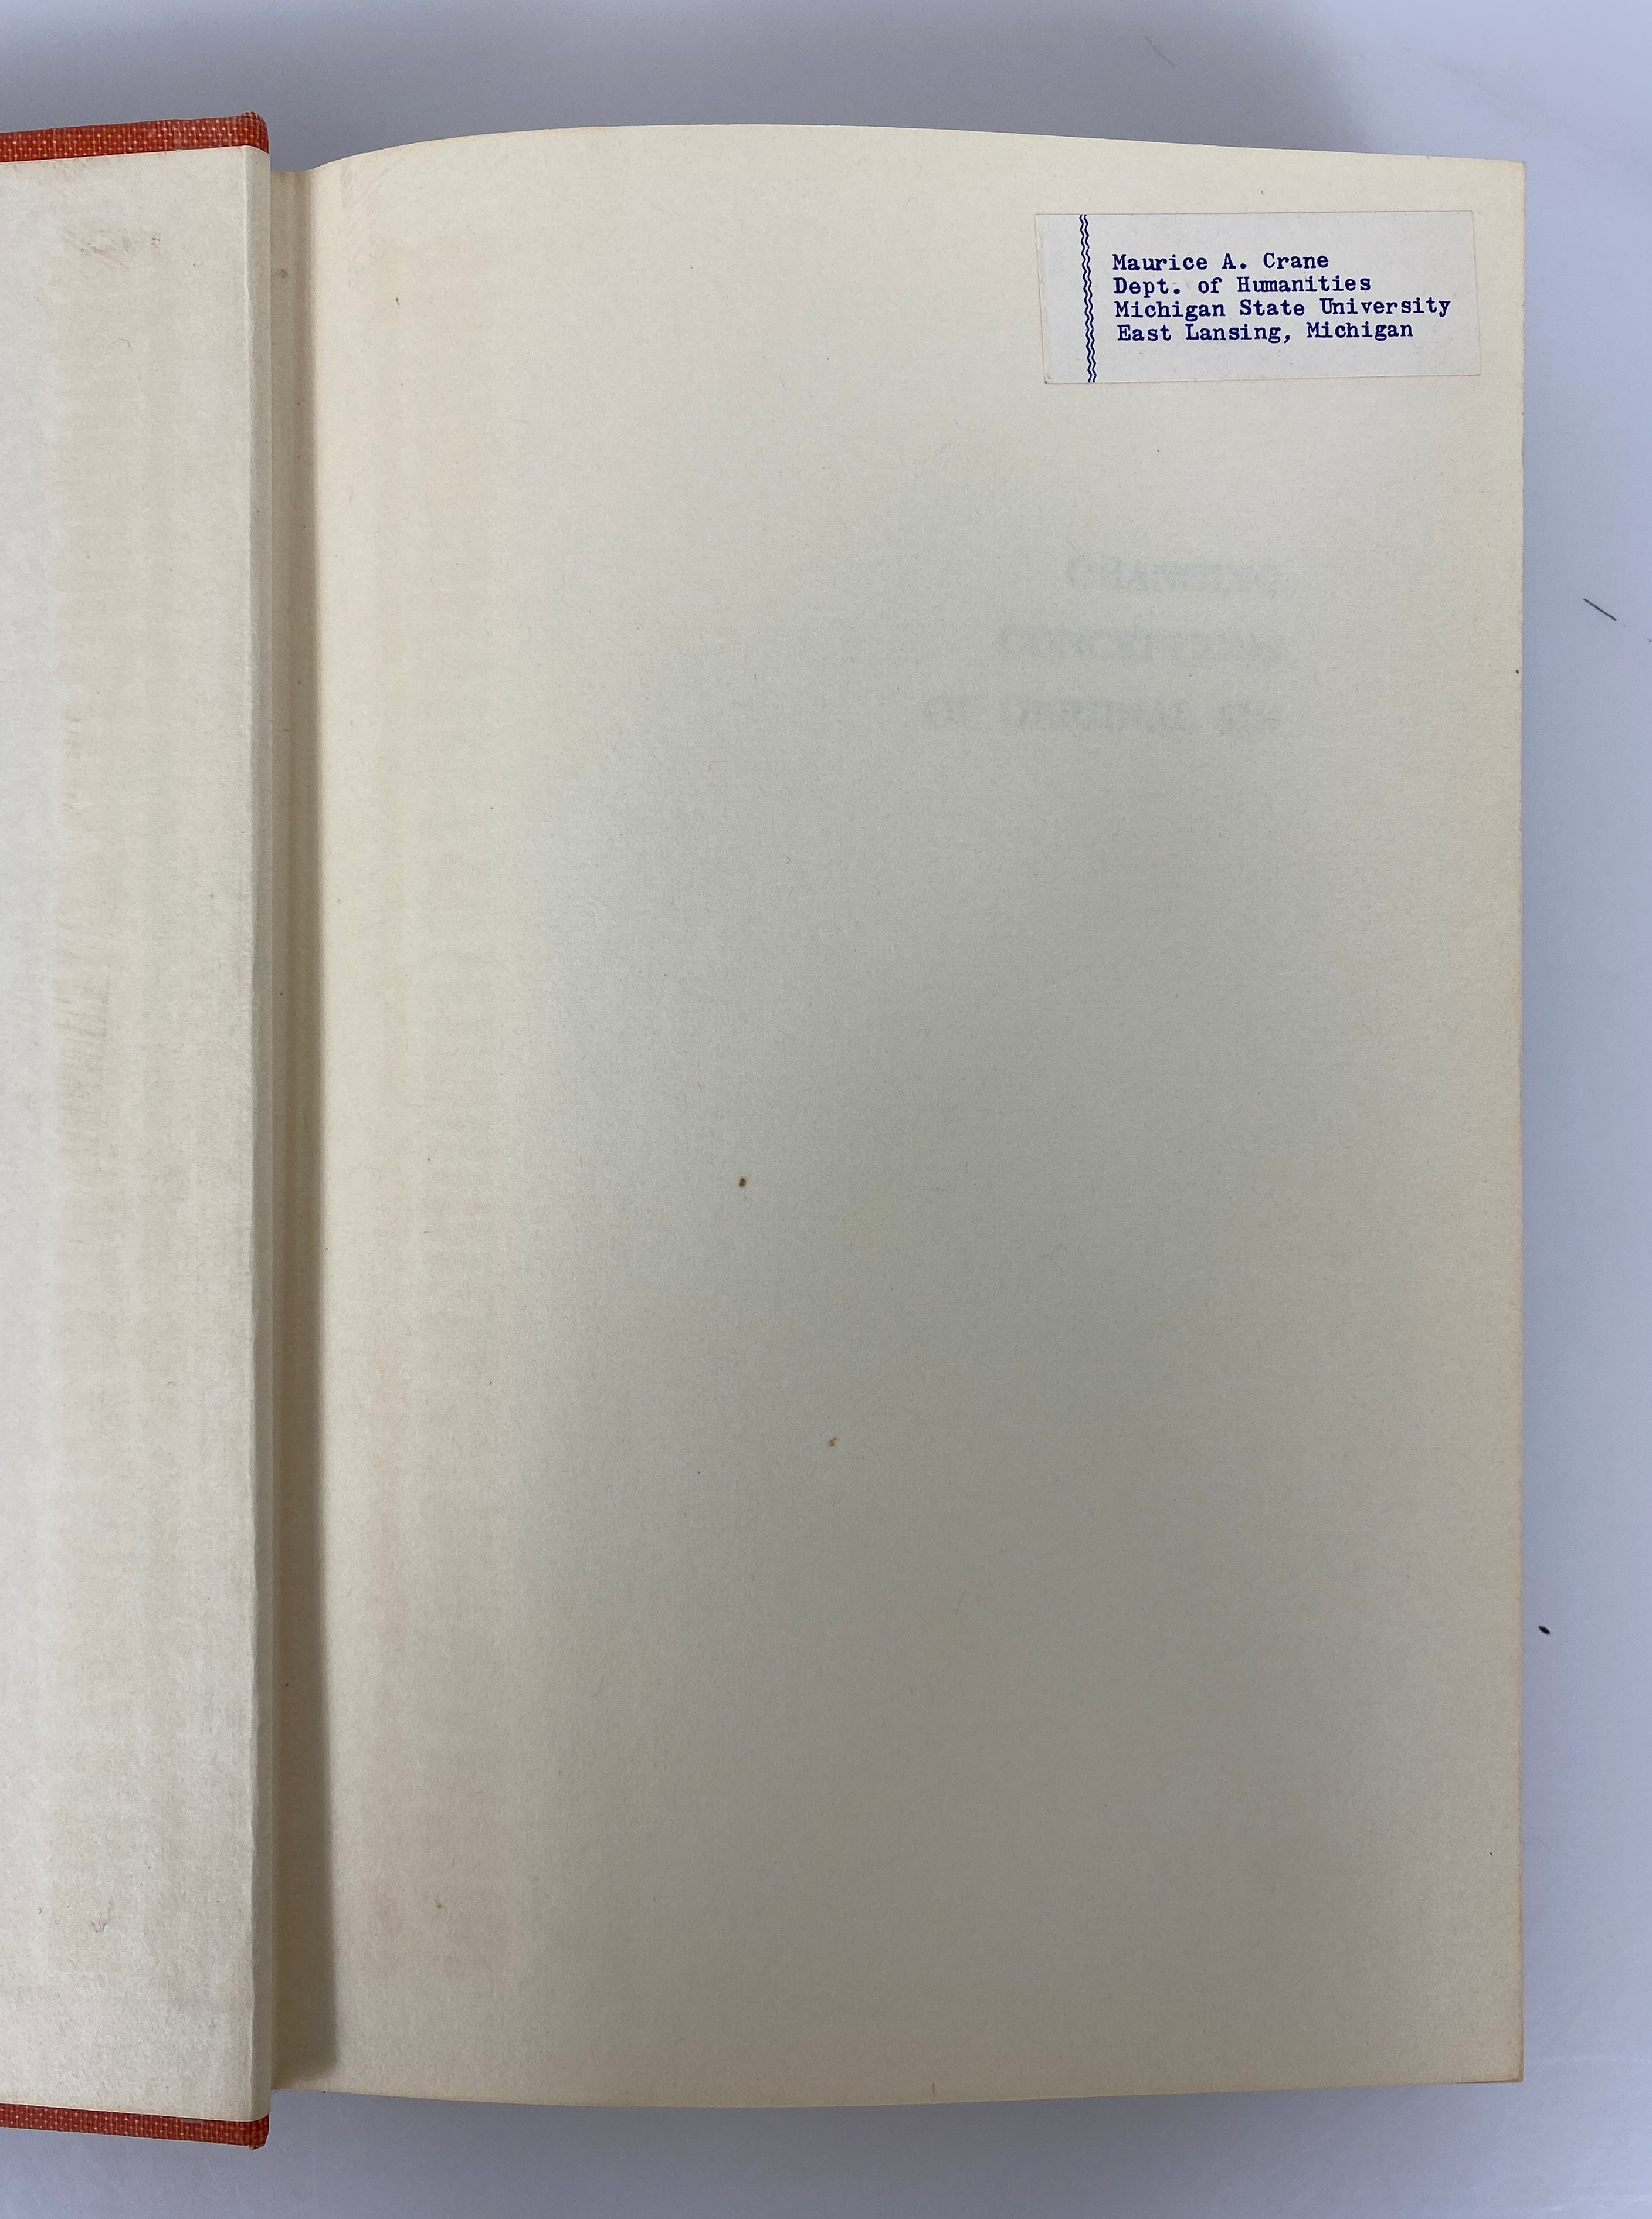 Maurice A. Crane
Dept. of Humanities
Michigan State University
East Lansing, Michigan